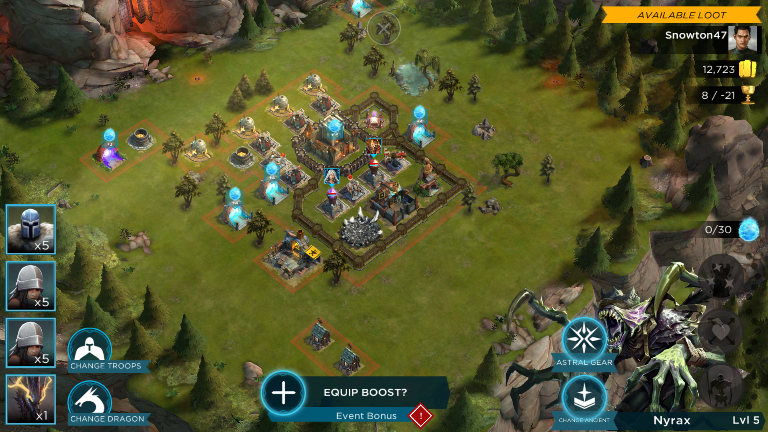 AVAILABLE LOOT
Snowton47
12,723
8 / -21
0/30
x5
x5
x5
x1
CHANGE TROOPS
CHANGE DRAGON
EQUIP BOOST?
Event Bonus
!
ASTRAL GEAR
CHANGE ANCIENT
Nyrax Lvl 5